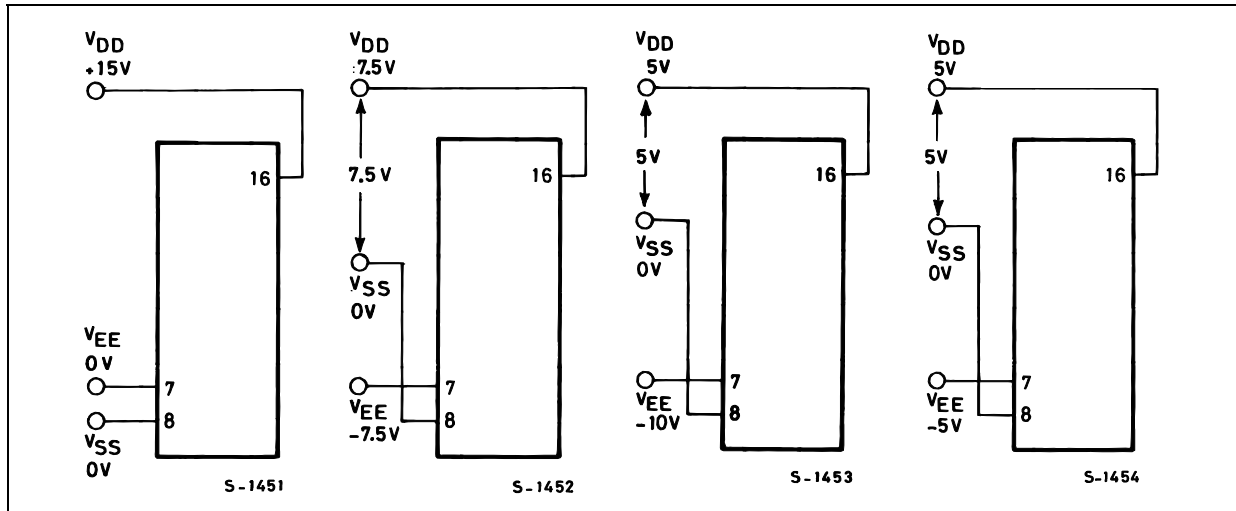 VDD
+15V
16
VEE
0V
7
8
VSS
0V
S-1451
VDD
:7.5V
7.5V
16
VSS
0V
7
VEE
-7.5V
8
S-1452
VDD
5V
5V
16
VSS
0V
7
VEE
-10V
8
S-1453
VDD
5V
5V
16
VSS
0V
7
VEE
-5V
8
S-1454